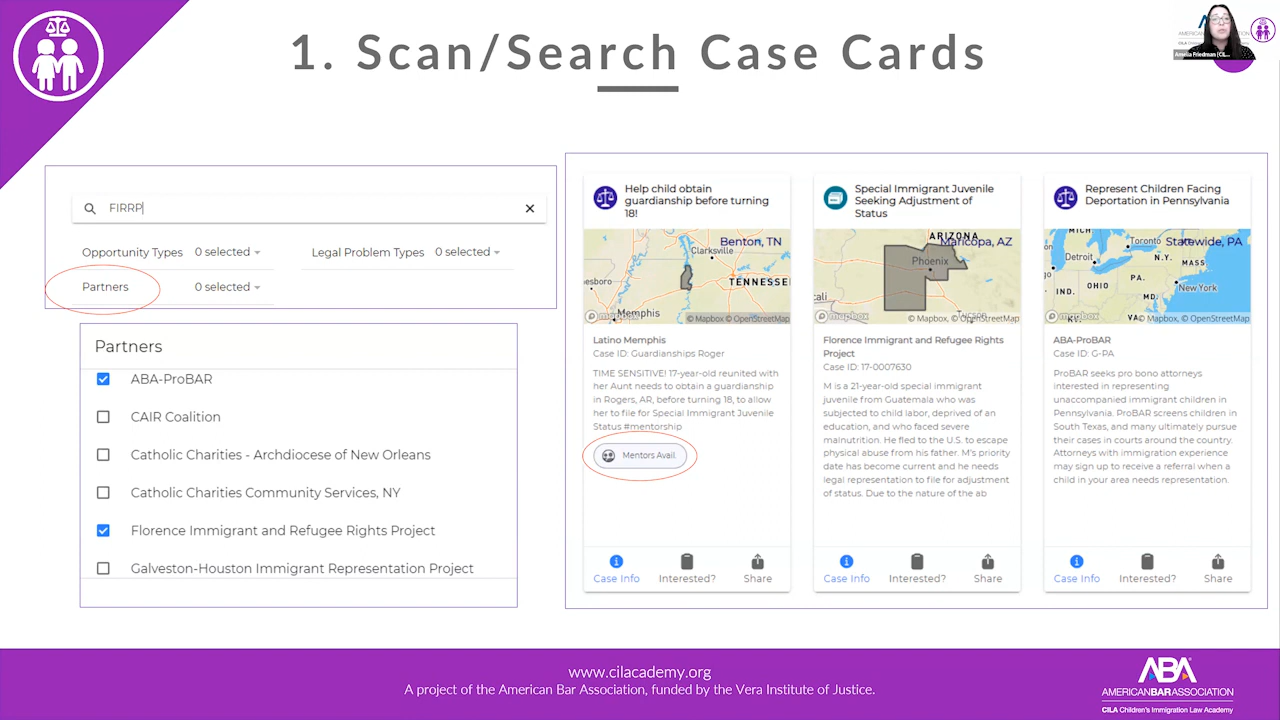 1. Scan/Search Case Cards
Amelia Friedman (CIL...
FIRRP
Opportunity Types 0 selected
Legal Problem Types 0 selected
Partners 0 selected
Partners
ABA-ProBAR
CAIR Coalition
Catholic Charities - Archdiocese of New Orleans
Catholic Charities Community Services, NY
Florence Immigrant and Refugee Rights Project
Galveston-Houston Immigrant Representation Project
Help child obtain
guardianship before turning
18!
Benton, TN
Clarksville
esboro
TENNESSEE
Memphis
mapbox
© Mapbox © OpenStreetMap
Latino Memphis
Case ID: Guardianships Roger
TIME SENSITIVE! 17-year-old reunited with
her Aunt needs to obtain a guardianship
in Rogers, AR, before turning 18, to allow
her to file for Special Immigrant Juvenile
Status #mentorship
Mentors Avail
Case Info Interested? Share
Special Immigrant Juvenile
Seeking Adjustment of
Status
ARIZONA
Maricopa, AZ
Phoenix
cali
Tucson
mapbox
© Mapbox © OpenStreetMap
Florence Immigrant and Refugee Rights
Project
Case ID: 17-0007630
M is a 21-year-old special immigrant
juvenile from Guatemala who was
subjected to child labor, deprived of an
education, and who faced severe
malnutrition. He fled to the U.S. to escape
physical abuse from his father. M's priority
date has become current and he needs
legal representation to file for adjustment
of status. Due to the nature of the ab
Case Info Interested? Share
Represent Children Facing
Deportation in Pennsylvania
MICH.
Toronto
Statewide, PA
Detroit
N.Y.
MASS
PA.
IND.
OHIO
New York
MD.
W.VA.
mapbox
© Mapbox, © OpenStreetMap
ABA-ProBAR
Case ID: G-PA
ProBAR seeks pro bono attorneys
interested in representing
unaccompanied immigrant children in
Pennsylvania. ProBAR screens children in
South Texas, and many ultimately pursue
their cases in courts around the country.
Attorneys with immigration experience
may sign up to receive a referral when a
child in your area needs representation.
Case Info Interested? Share
www.cilacademy.org
A project of the American Bar Association, funded by the Vera Institute of Justice.
ABA
AMERICANBARASSOCIATION
CILA Children's Immigration Law Academy